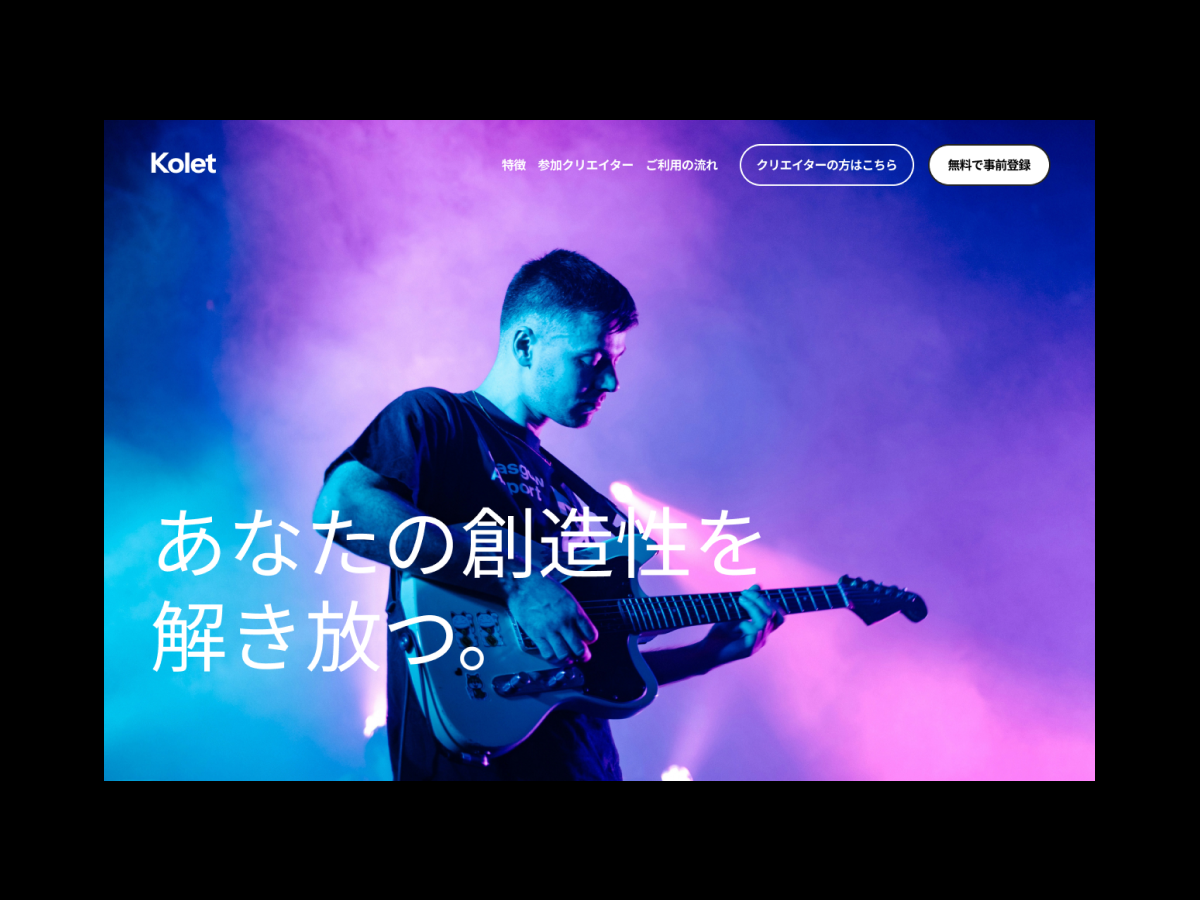 Kolet
特徴 参加クリエイター ご利用の流れ クリエイターの方はこちら 無料で事前登録
あなたの創造性を
解き放つ。